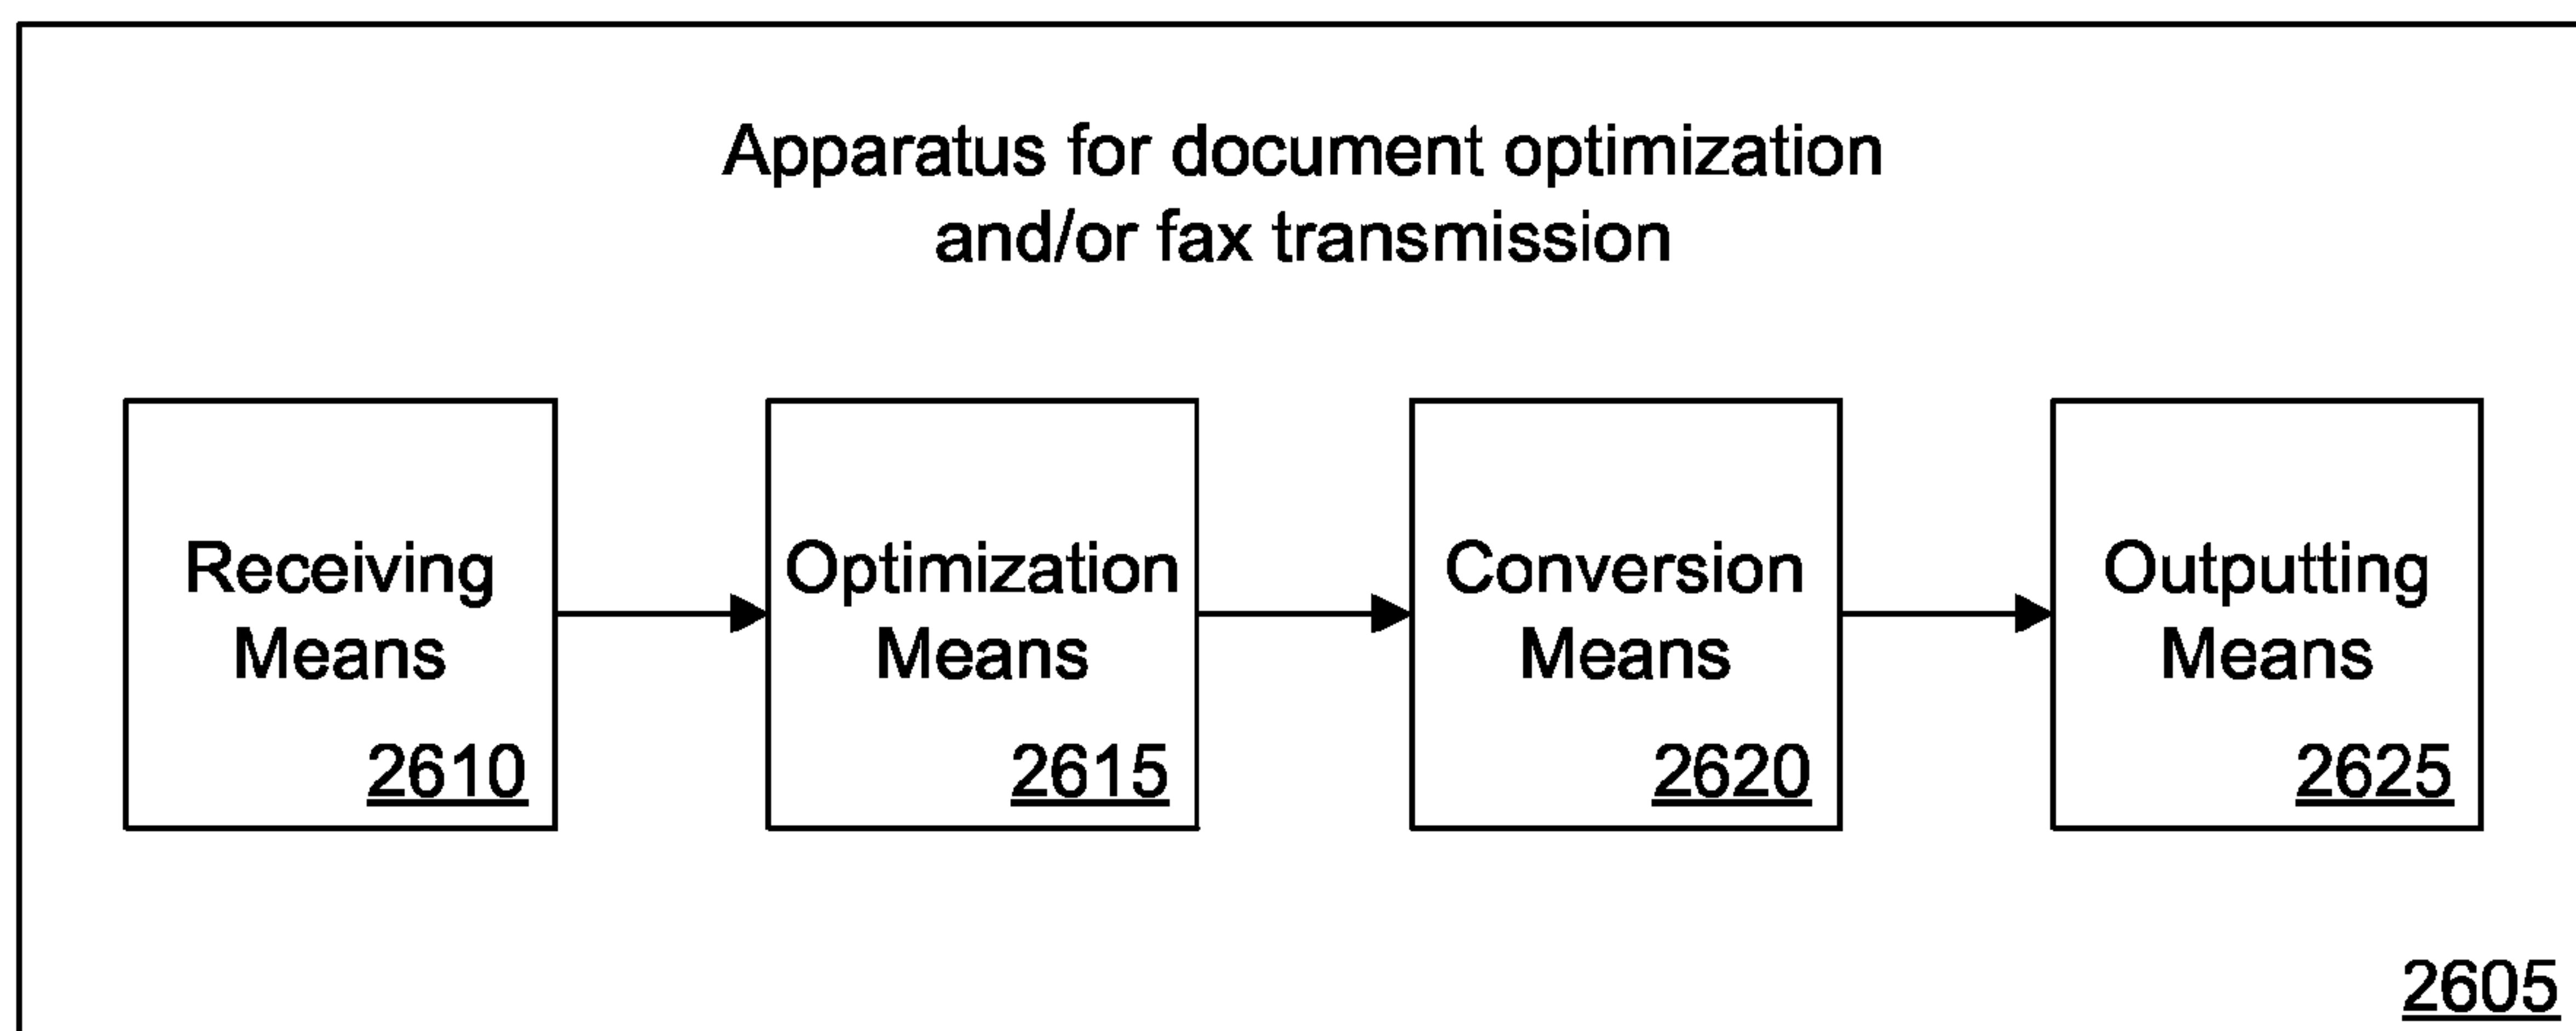 Apparatus for document optimization
and/or fax transmission
Receiving
Means
2610
Optimization
Means
2615
Conversion
Means
2620
Outputting
Means
2625
2605